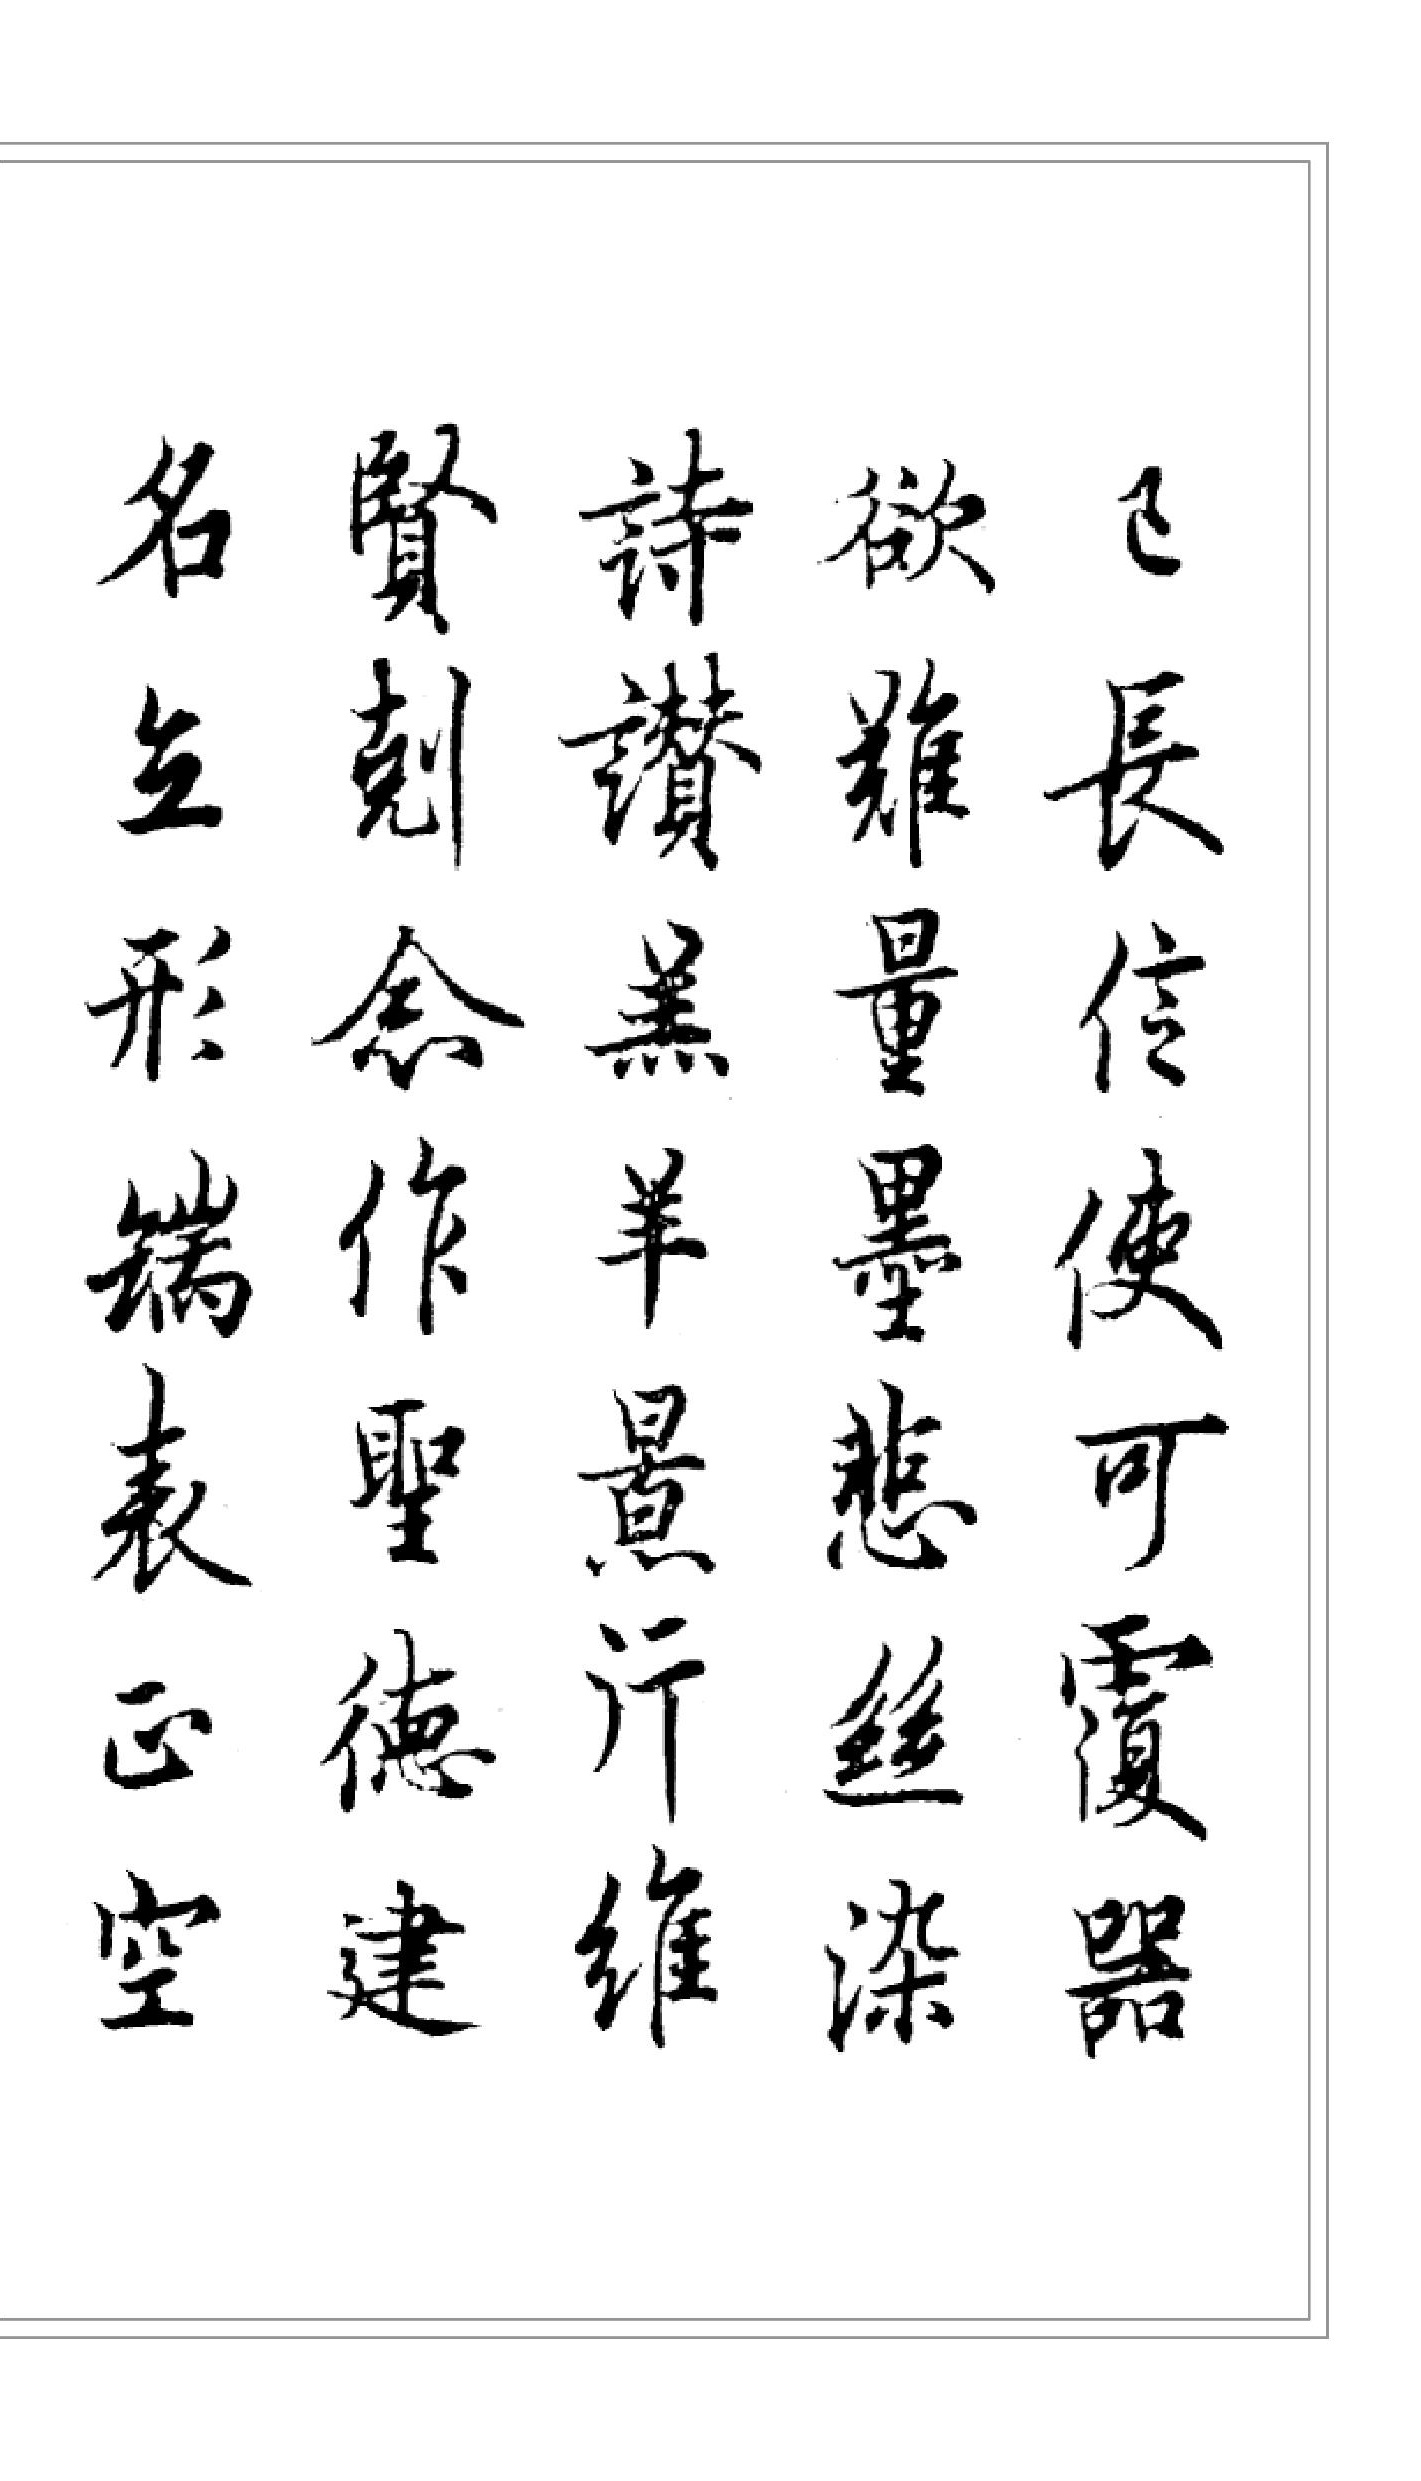 己長信使可覆器
欲難量墨悲絲染
詩讚羔羊景行維
賢剋念作聖德建
名立形端表正空